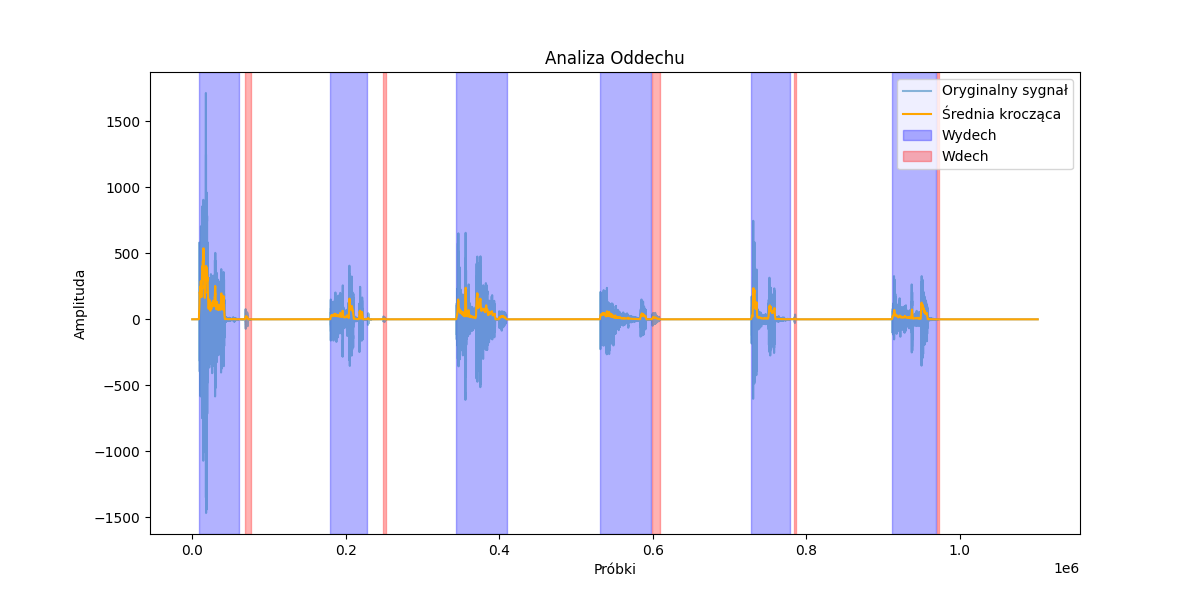 Analiza Oddechu
Oryginalny sygnał
Średnia krocząca
Wydech
Wdech
Amplituda
1500
1000
500
0
−500
−1000
−1500
0.0 0.2 0.4 0.6 0.8 1.0
1e6
Próbki